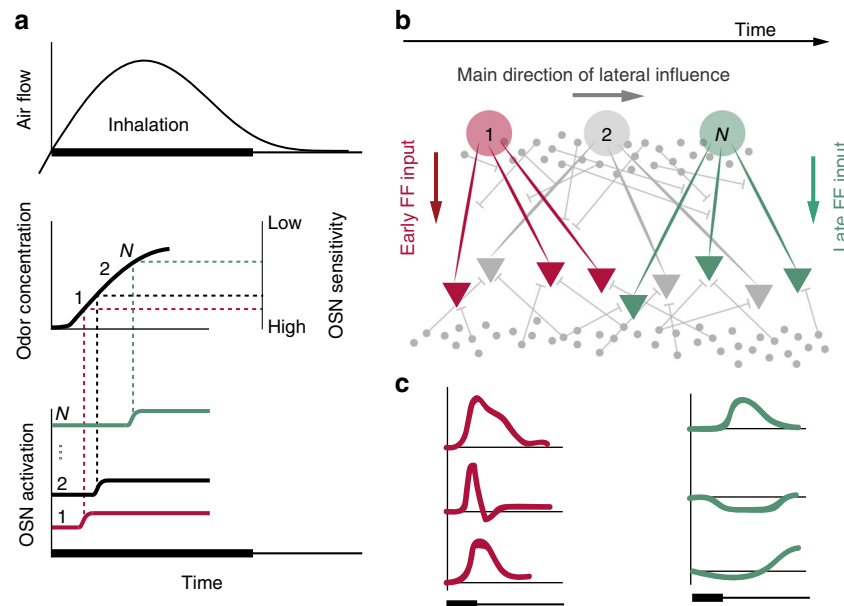 a
Air flow
Inhalation
Odor concentration
1
2
N
Low
High
OSN sensitivity
OSN activation
N
2
1
Time
b
Time
Main direction of lateral influence
1
2
N
Early FF input
Late FF input
c